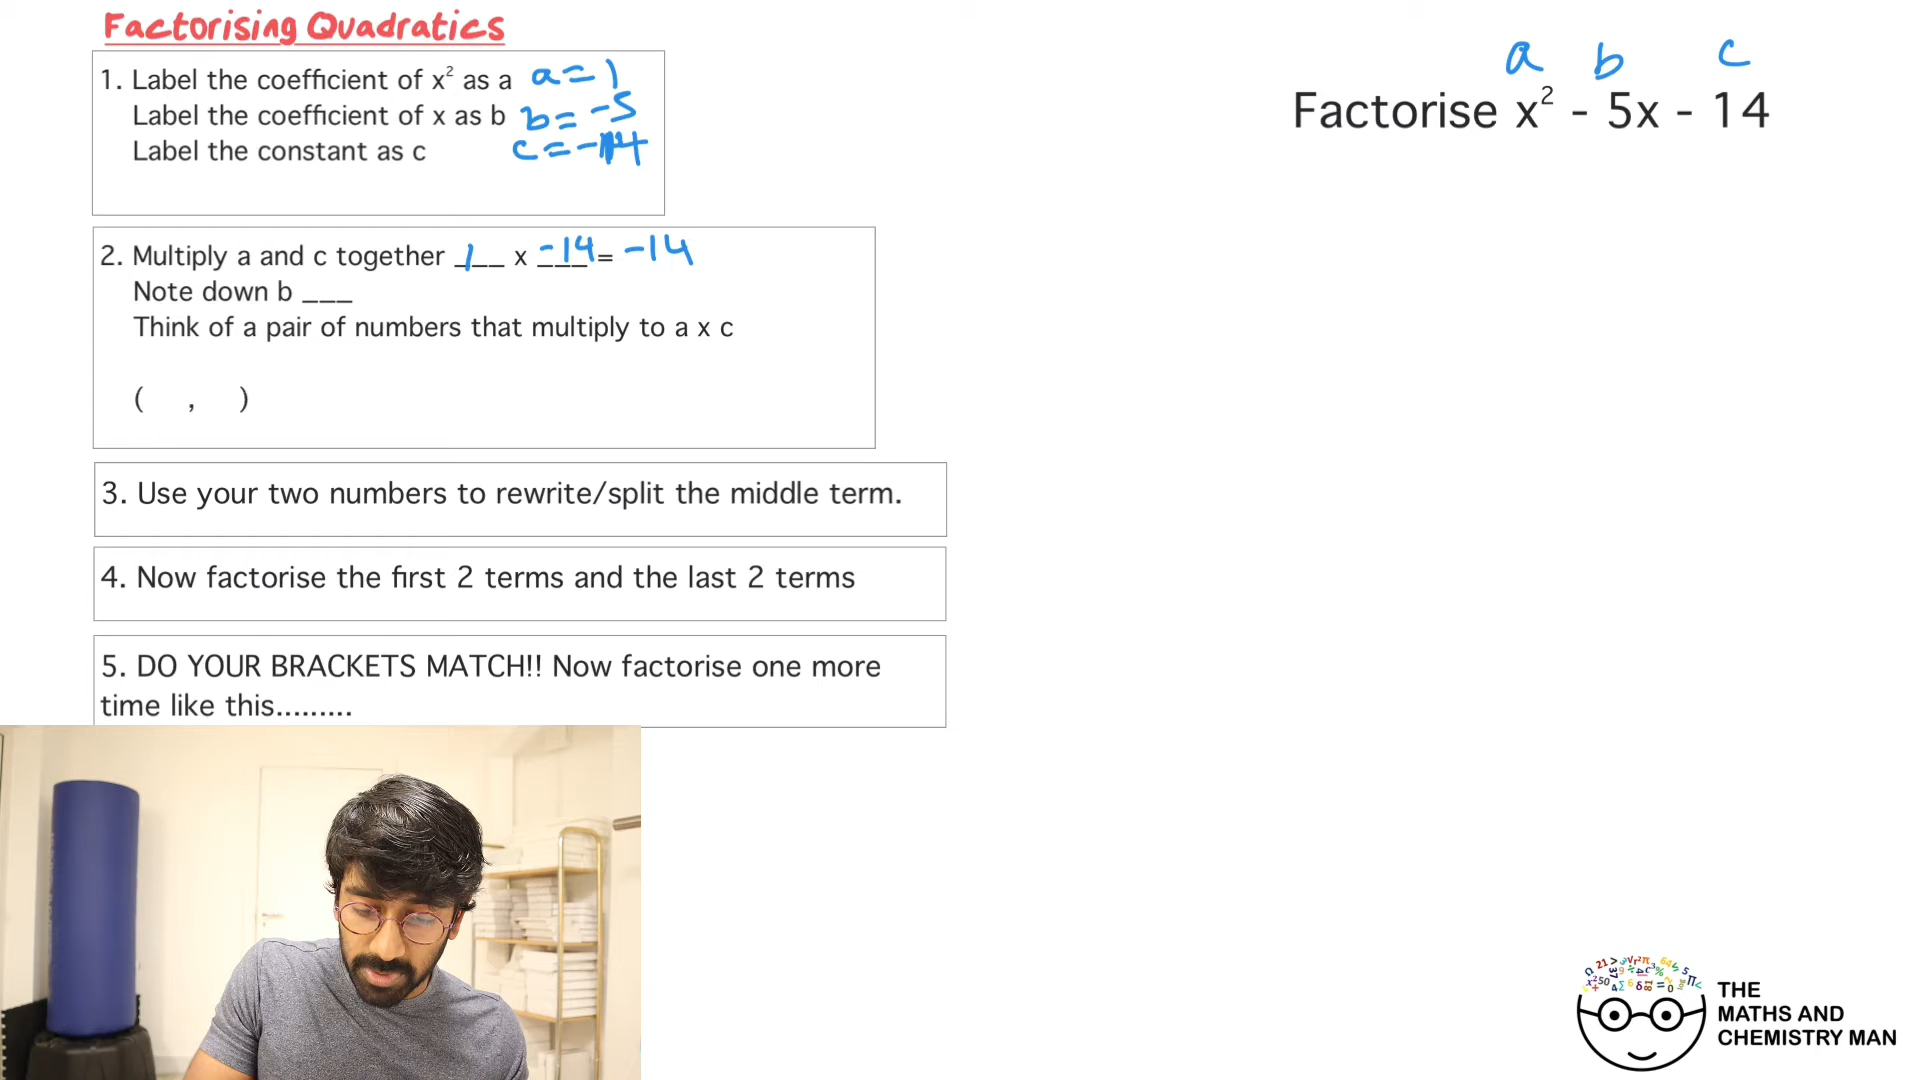 Factorising Quadratics
1. Label the coefficient of x² as a a = 1
Label the coefficient of x as b b = -5
Label the constant as c c = -14
2. Multiply a and c together _1_ x _-14_ = -14
Note down b ___
Think of a pair of numbers that multiply to a x c
( , )
3. Use your two numbers to rewrite/split the middle term.
4. Now factorise the first 2 terms and the last 2 terms
5. DO YOUR BRACKETS MATCH!! Now factorise one more
time like this.........
a b c
Factorise x² - 5x - 14
THE
MATHS AND
CHEMISTRY MAN